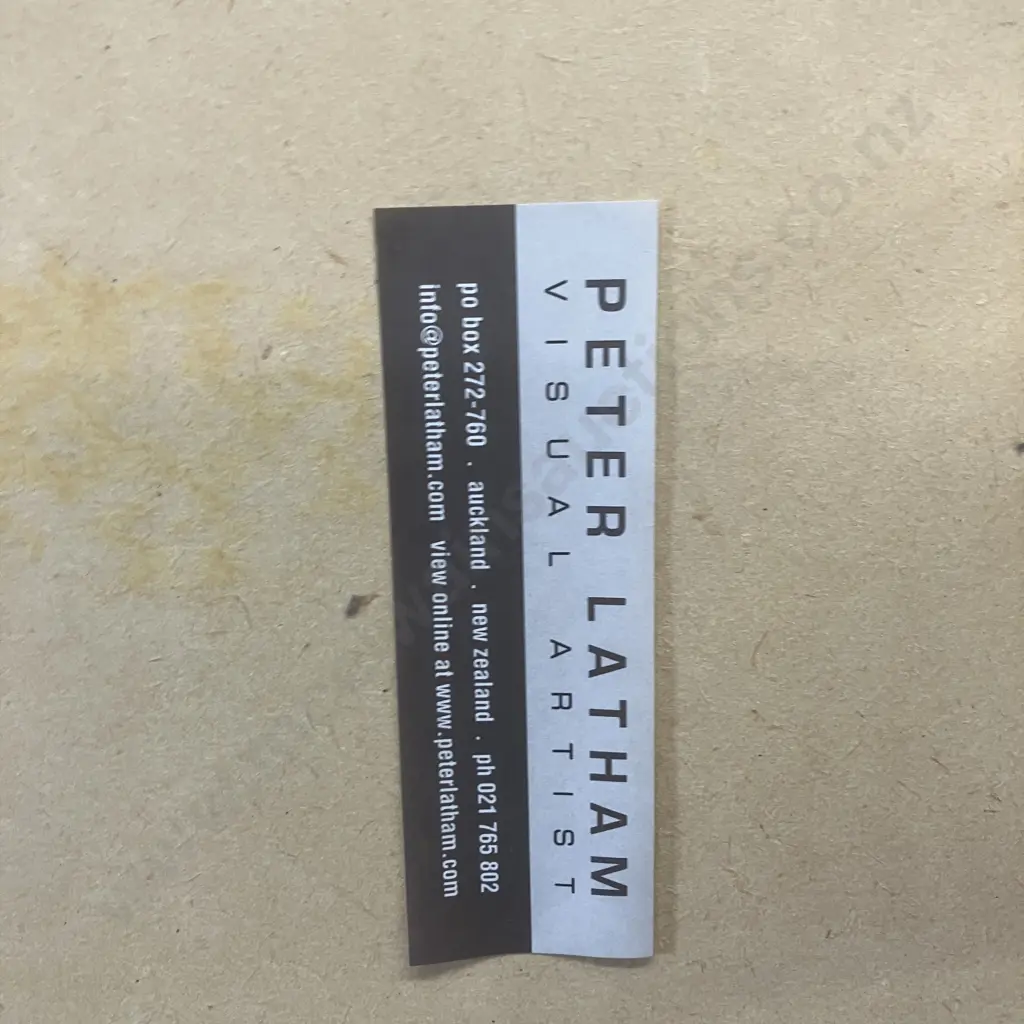 PETER LATHAM
VISUAL ARTIST
po box 272-760 . auckland . new zealand . ph 021 765 802
info@peterlatham.com view online at www.peterlatham.com